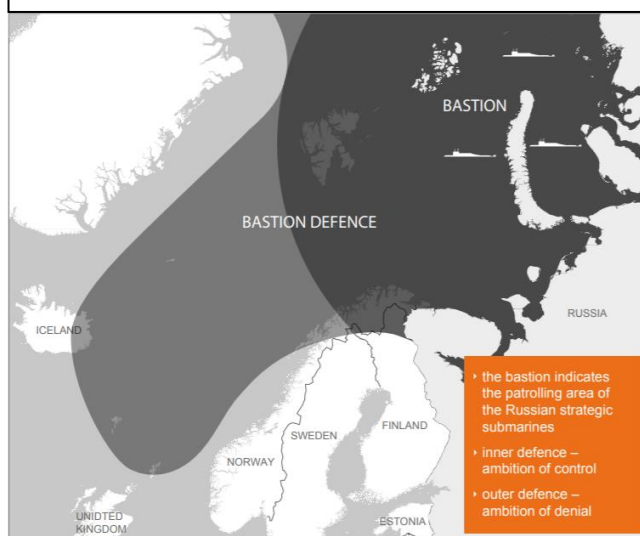 BASTION
BASTION DEFENCE
ICELAND
RUSSIA
FINLAND
SWEDEN
NORWAY
UNIDTED
KINGDOM
ESTONIA
‣ the bastion indicates
the patrolling area of
the Russian strategic
submarines
‣ inner defence –
ambition of control
‣ outer defence –
ambition of denial